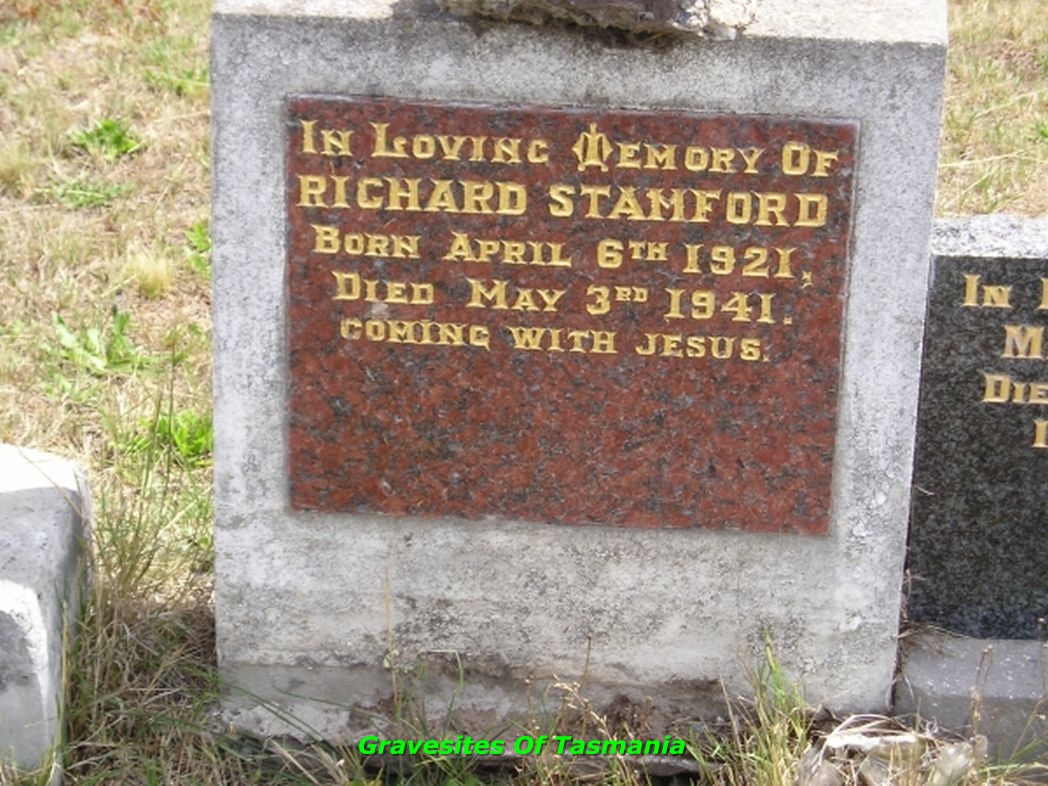 In Loving Memory Of
RICHARD STAMFORD
Born April 6th 1921,
Died May 3rd 1941.
COMING WITH JESUS.
In
Gravesites Of Tasmania